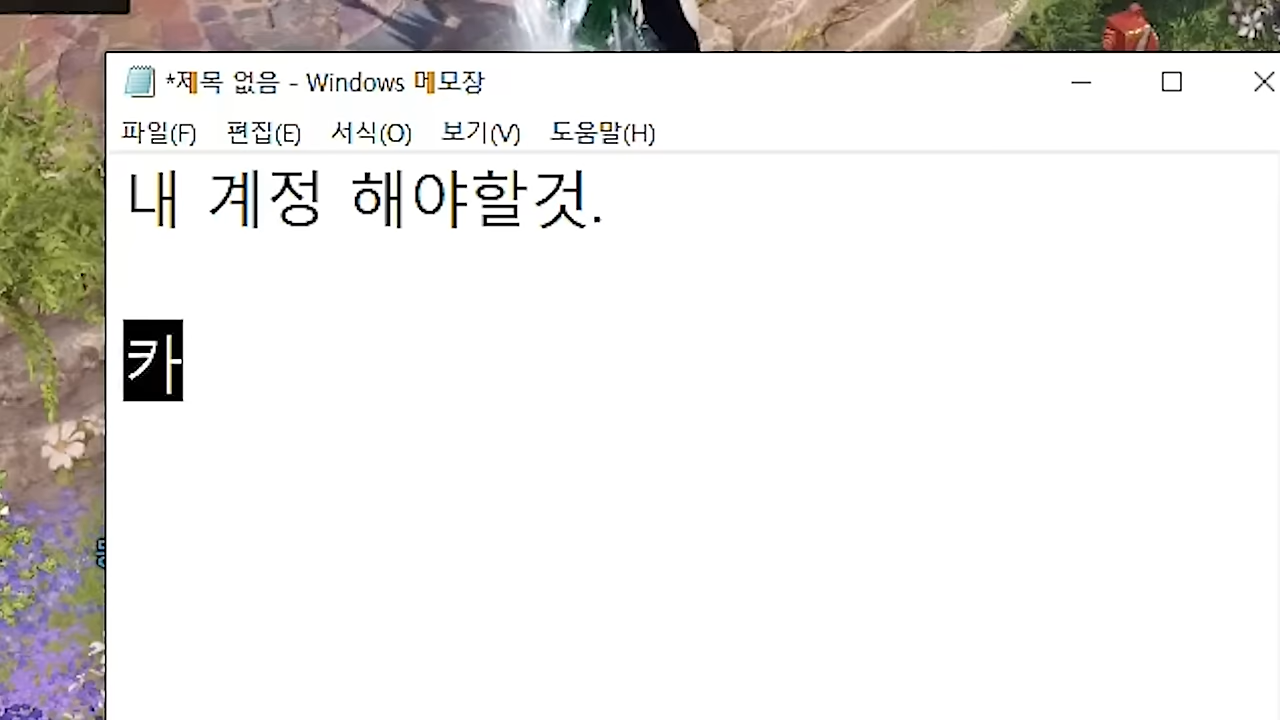 *제목 없음 - Windows 메모장
파일(F) 편집(E) 서식(O) 보기(V) 도움말(H)
내 계정 해야할것.
카